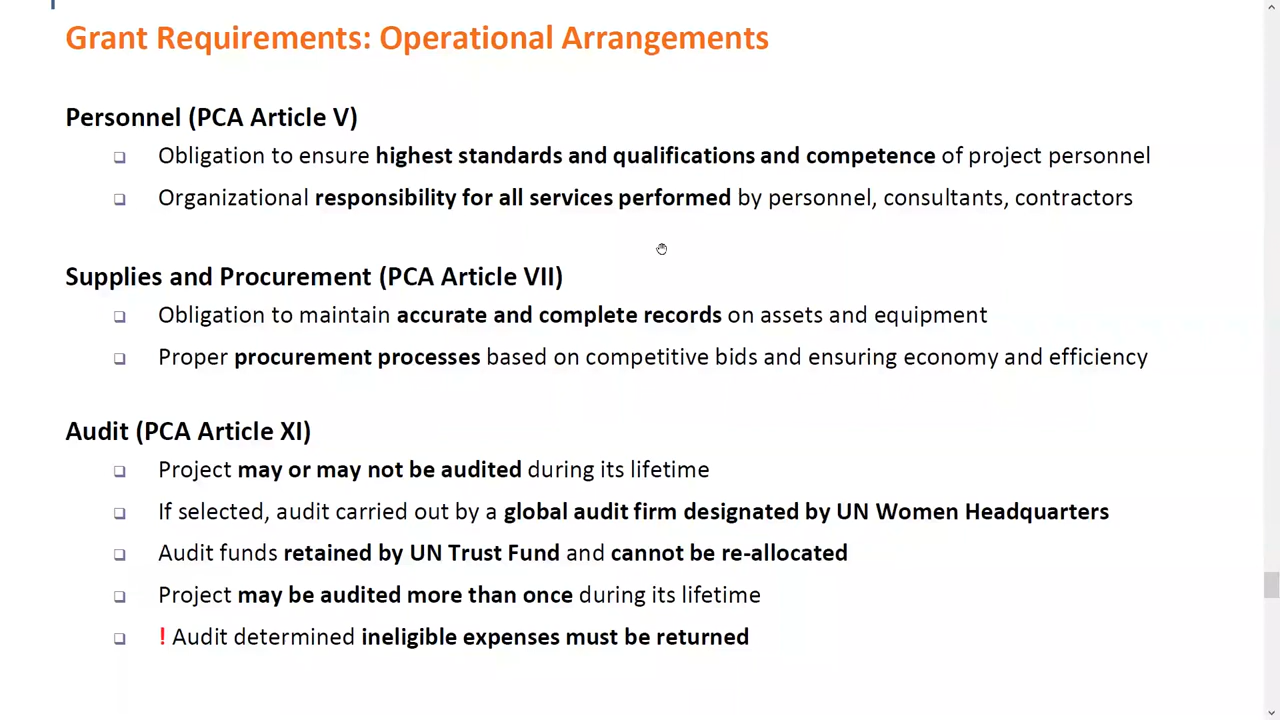 Grant Requirements: Operational Arrangements
Personnel (PCA Article V)
Obligation to ensure highest standards and qualifications and competence of project personnel
Organizational responsibility for all services performed by personnel, consultants, contractors
Supplies and Procurement (PCA Article VII)
Obligation to maintain accurate and complete records on assets and equipment
Proper procurement processes based on competitive bids and ensuring economy and efficiency
Audit (PCA Article XI)
Project may or may not be audited during its lifetime
If selected, audit carried out by a global audit firm designated by UN Women Headquarters
Audit funds retained by UN Trust Fund and cannot be re-allocated
Project may be audited more than once during its lifetime
! Audit determined ineligible expenses must be returned